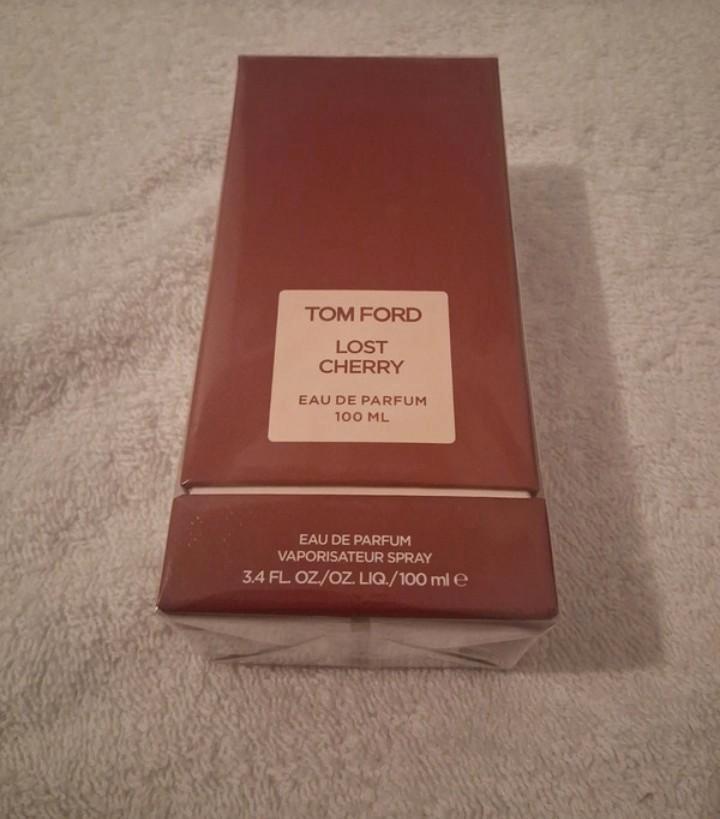 TOM FORD
LOST
CHERRY
EAU DE PARFUM
100 ML
EAU DE PARFUM
VAPORISATEUR SPRAY
3.4 FL. OZ./OZ. LIQ./100 ml ℮